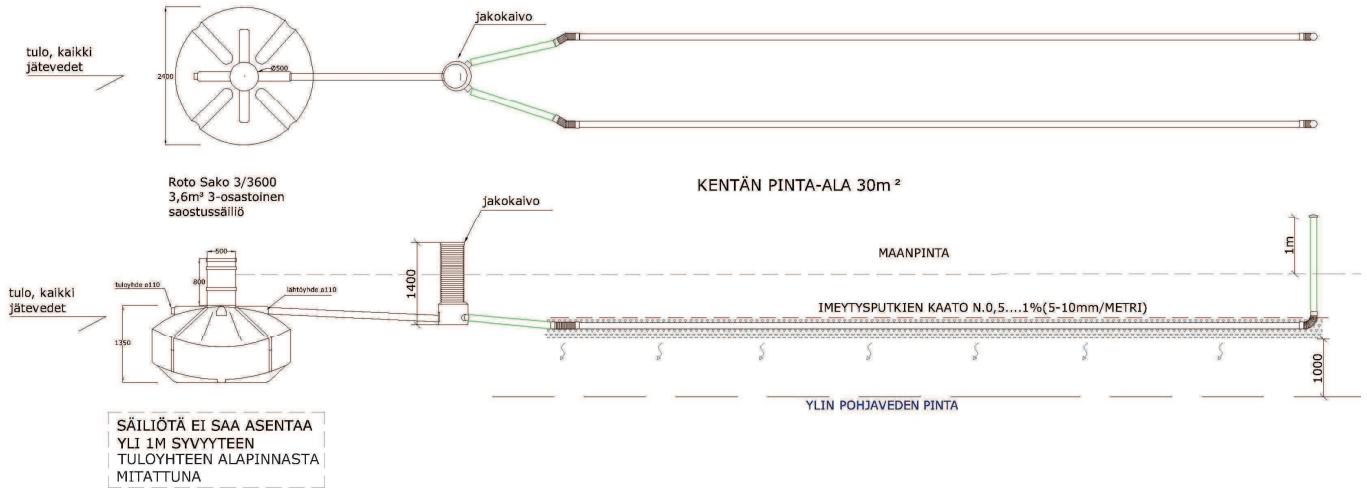 jakokaivo
tulo, kaikki
jätevedet
2400
Ø500
Roto Sako 3/3600
3,6m³ 3-osastoinen
saostussäiliö
KENTÄN PINTA-ALA 30m²
jakokaivo
500
800
1400
MAANPINTA
1m
tuloyhde ø110
lähtöyhde ø110
tulo, kaikki
jätevedet
IMEYTYSPUTKIEN KAATO N.0,5....1%(5-10mm/METRI)
1350
1000
YLIN POHJAVEDEN PINTA
SÄILIÖTÄ EI SAA ASENTAA
YLI 1M SYVYYTEEN
TULOYHTEEN ALAPINNASTA
MITATTUNA